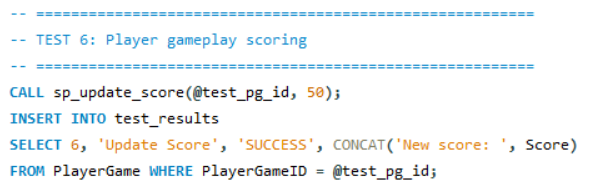 -- =====================================================
-- TEST 6: Player gameplay scoring
-- =====================================================
CALL sp_update_score(@test_pg_id, 50);
INSERT INTO test_results
SELECT 6, 'Update Score', 'SUCCESS', CONCAT('New score: ', Score)
FROM PlayerGame WHERE PlayerGameID = @test_pg_id;